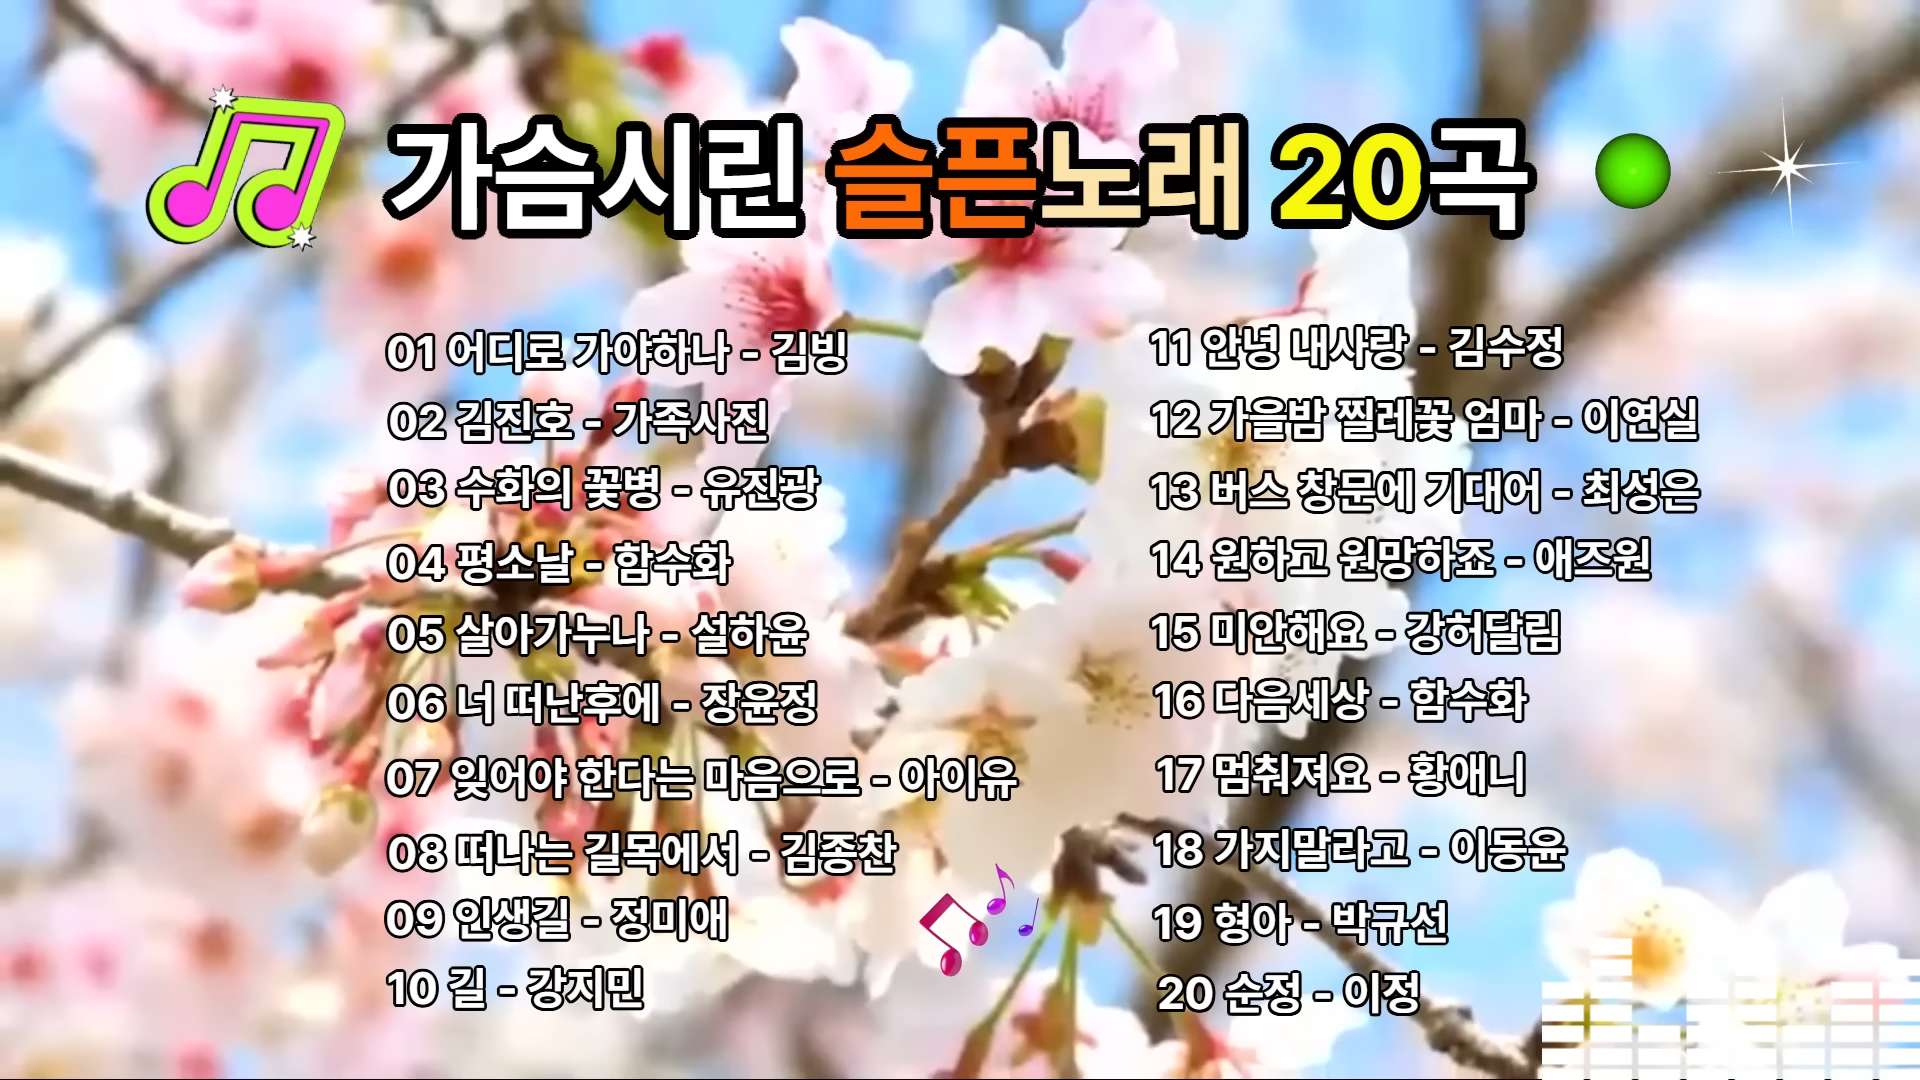 가슴시린 슬픈노래 20곡
01 어디로 가야하나 - 김빙
02 김진호 - 가족사진
03 수화의 꽃병 - 유진광
04 평소날 - 함수화
05 살아가누나 - 설하윤
06 너 떠난후에 - 장윤정
07 잊어야 한다는 마음으로 - 아이유
08 떠나는 길목에서 - 김종찬
09 인생길 - 정미애
10 길 - 강지민
11 안녕 내사랑 - 김수정
12 가을밤 찔레꽃 엄마 - 이연실
13 버스 창문에 기대어 - 최성은
14 원하고 원망하죠 - 애즈원
15 미안해요 - 강허달림
16 다음세상 - 함수화
17 멈춰져요 - 황애니
18 가지말라고 - 이동윤
19 형아 - 박규선
20 순정 - 이정